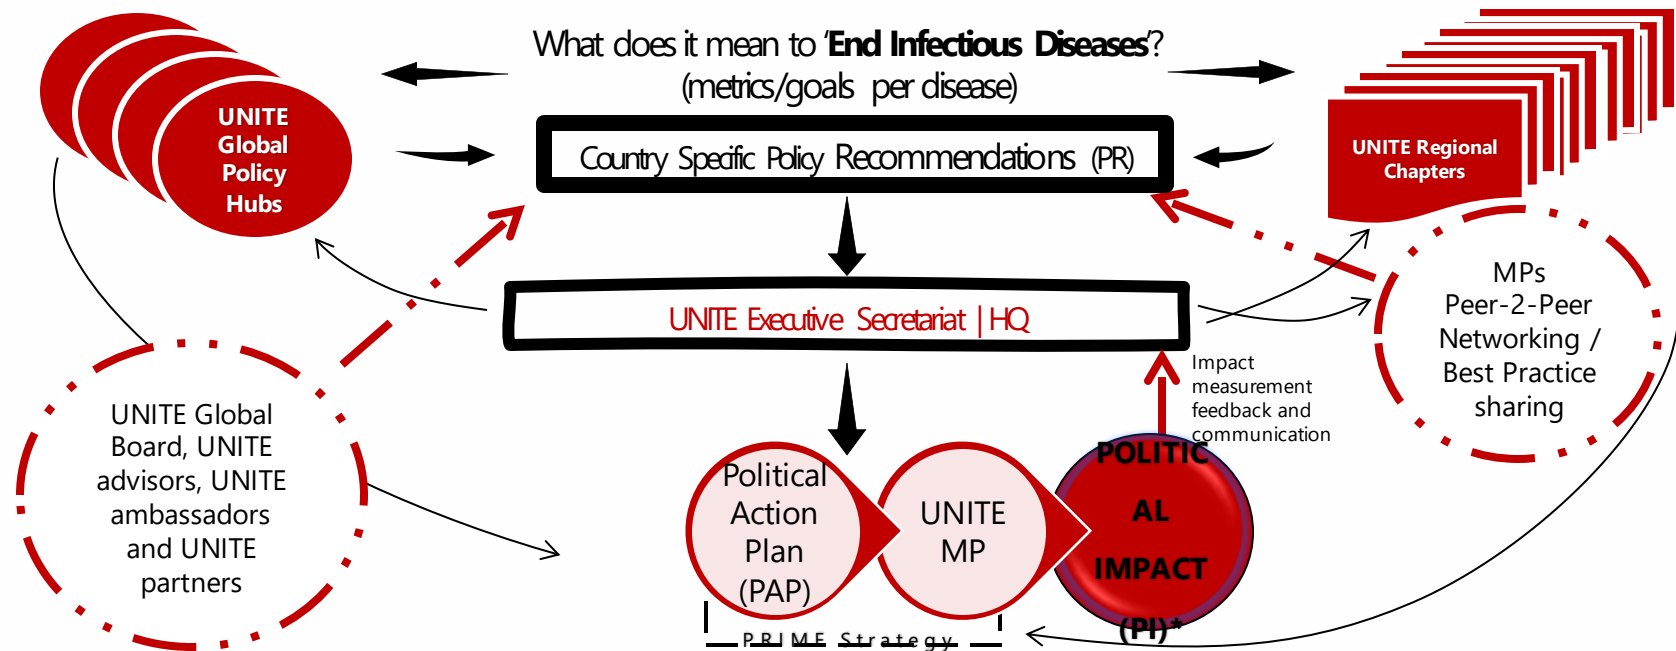 What does it mean to ‘End Infectious Diseases’?
(metrics/goals per disease)
UNITE
Global
Policy
Hubs
Country Specific Policy Recommendations (PR)
UNITE Regional
Chapters
UNITE Executive Secretariat | HQ
MPs
Peer-2-Peer
Networking /
Best Practice
sharing
Impact
measurement
feedback and
communication
UNITE Global
Board, UNITE
advisors, UNITE
ambassadors
and UNITE
partners
Political
Action
Plan
(PAP)
UNITE
MP
POLITIC
AL
IMPACT
(PI)*
PRIME Strategy